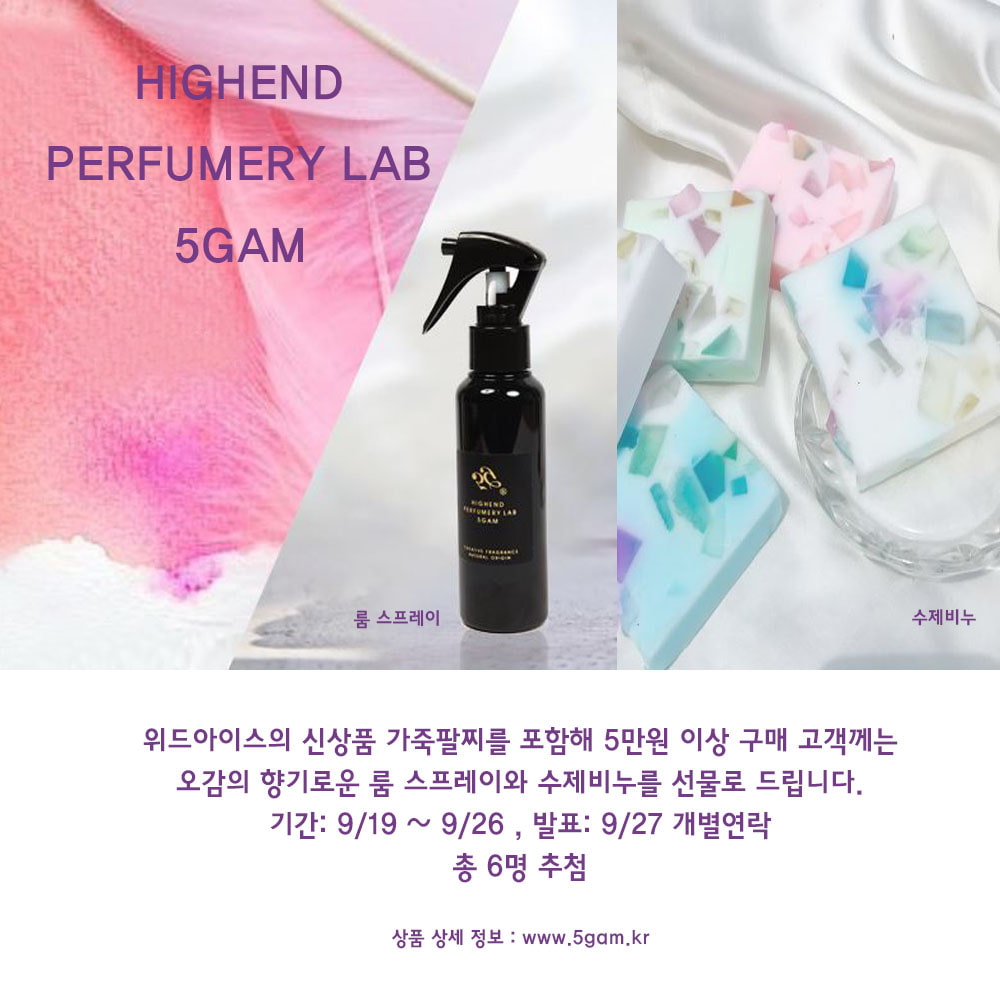 HIGHEND
PERFUMERY LAB
5GAM
HIGHEND
PERFUMERY LAB
5GAM
CREATIVE FRAGRANCE
NATURAL ORIGIN
룸 스프레이
수제비누
위드아이스의 신상품 가죽팔찌를 포함해 5만원 이상 구매 고객께는
오감의 향기로운 룸 스프레이와 수제비누를 선물로 드립니다.
기간: 9/19 ~ 9/26 , 발표: 9/27 개별연락
총 6명 추첨
상품 상세 정보 : www.5gam.kr